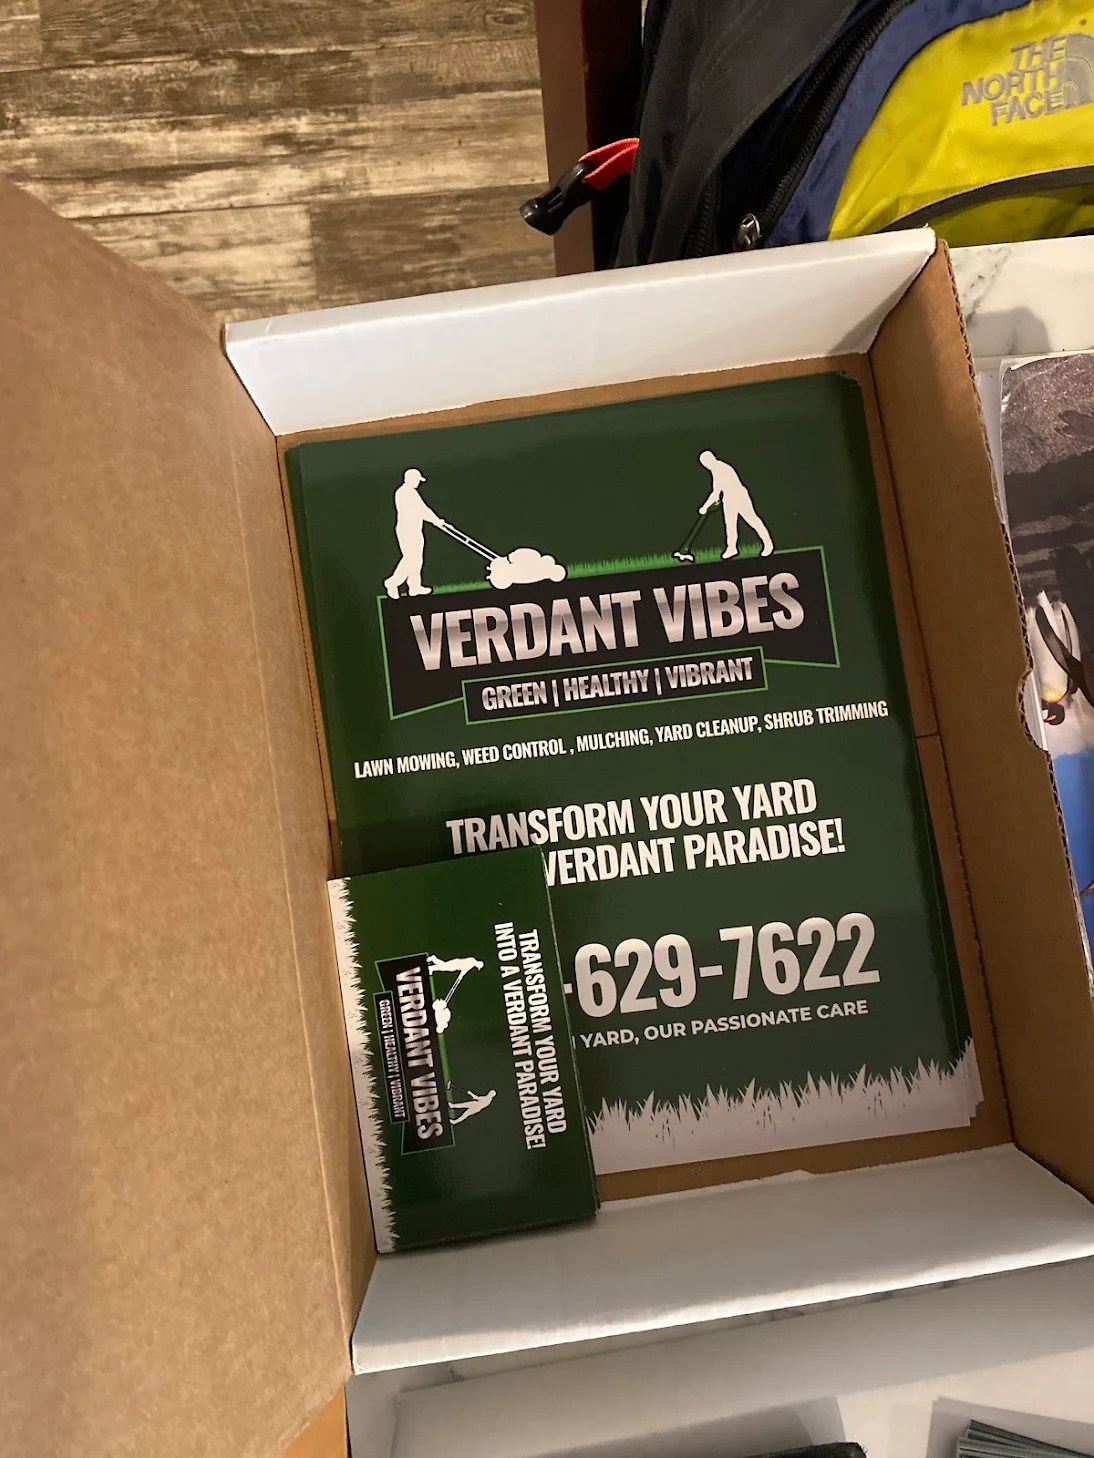 THE
NORTH
FACE
VERDANT VIBES
GREEN | HEALTHY | VIBRANT
LAWN MOWING, WEED CONTROL , MULCHING, YARD CLEANUP, SHRUB TRIMMING
TRANSFORM YOUR YARD
VERDANT PARADISE!
-629-7622
YARD, OUR PASSIONATE CARE
TRANSFORM YOUR YARD
INTO A VERDANT PARADISE!
VERDANT VIBES
GREEN | HEALTHY | VIBRANT